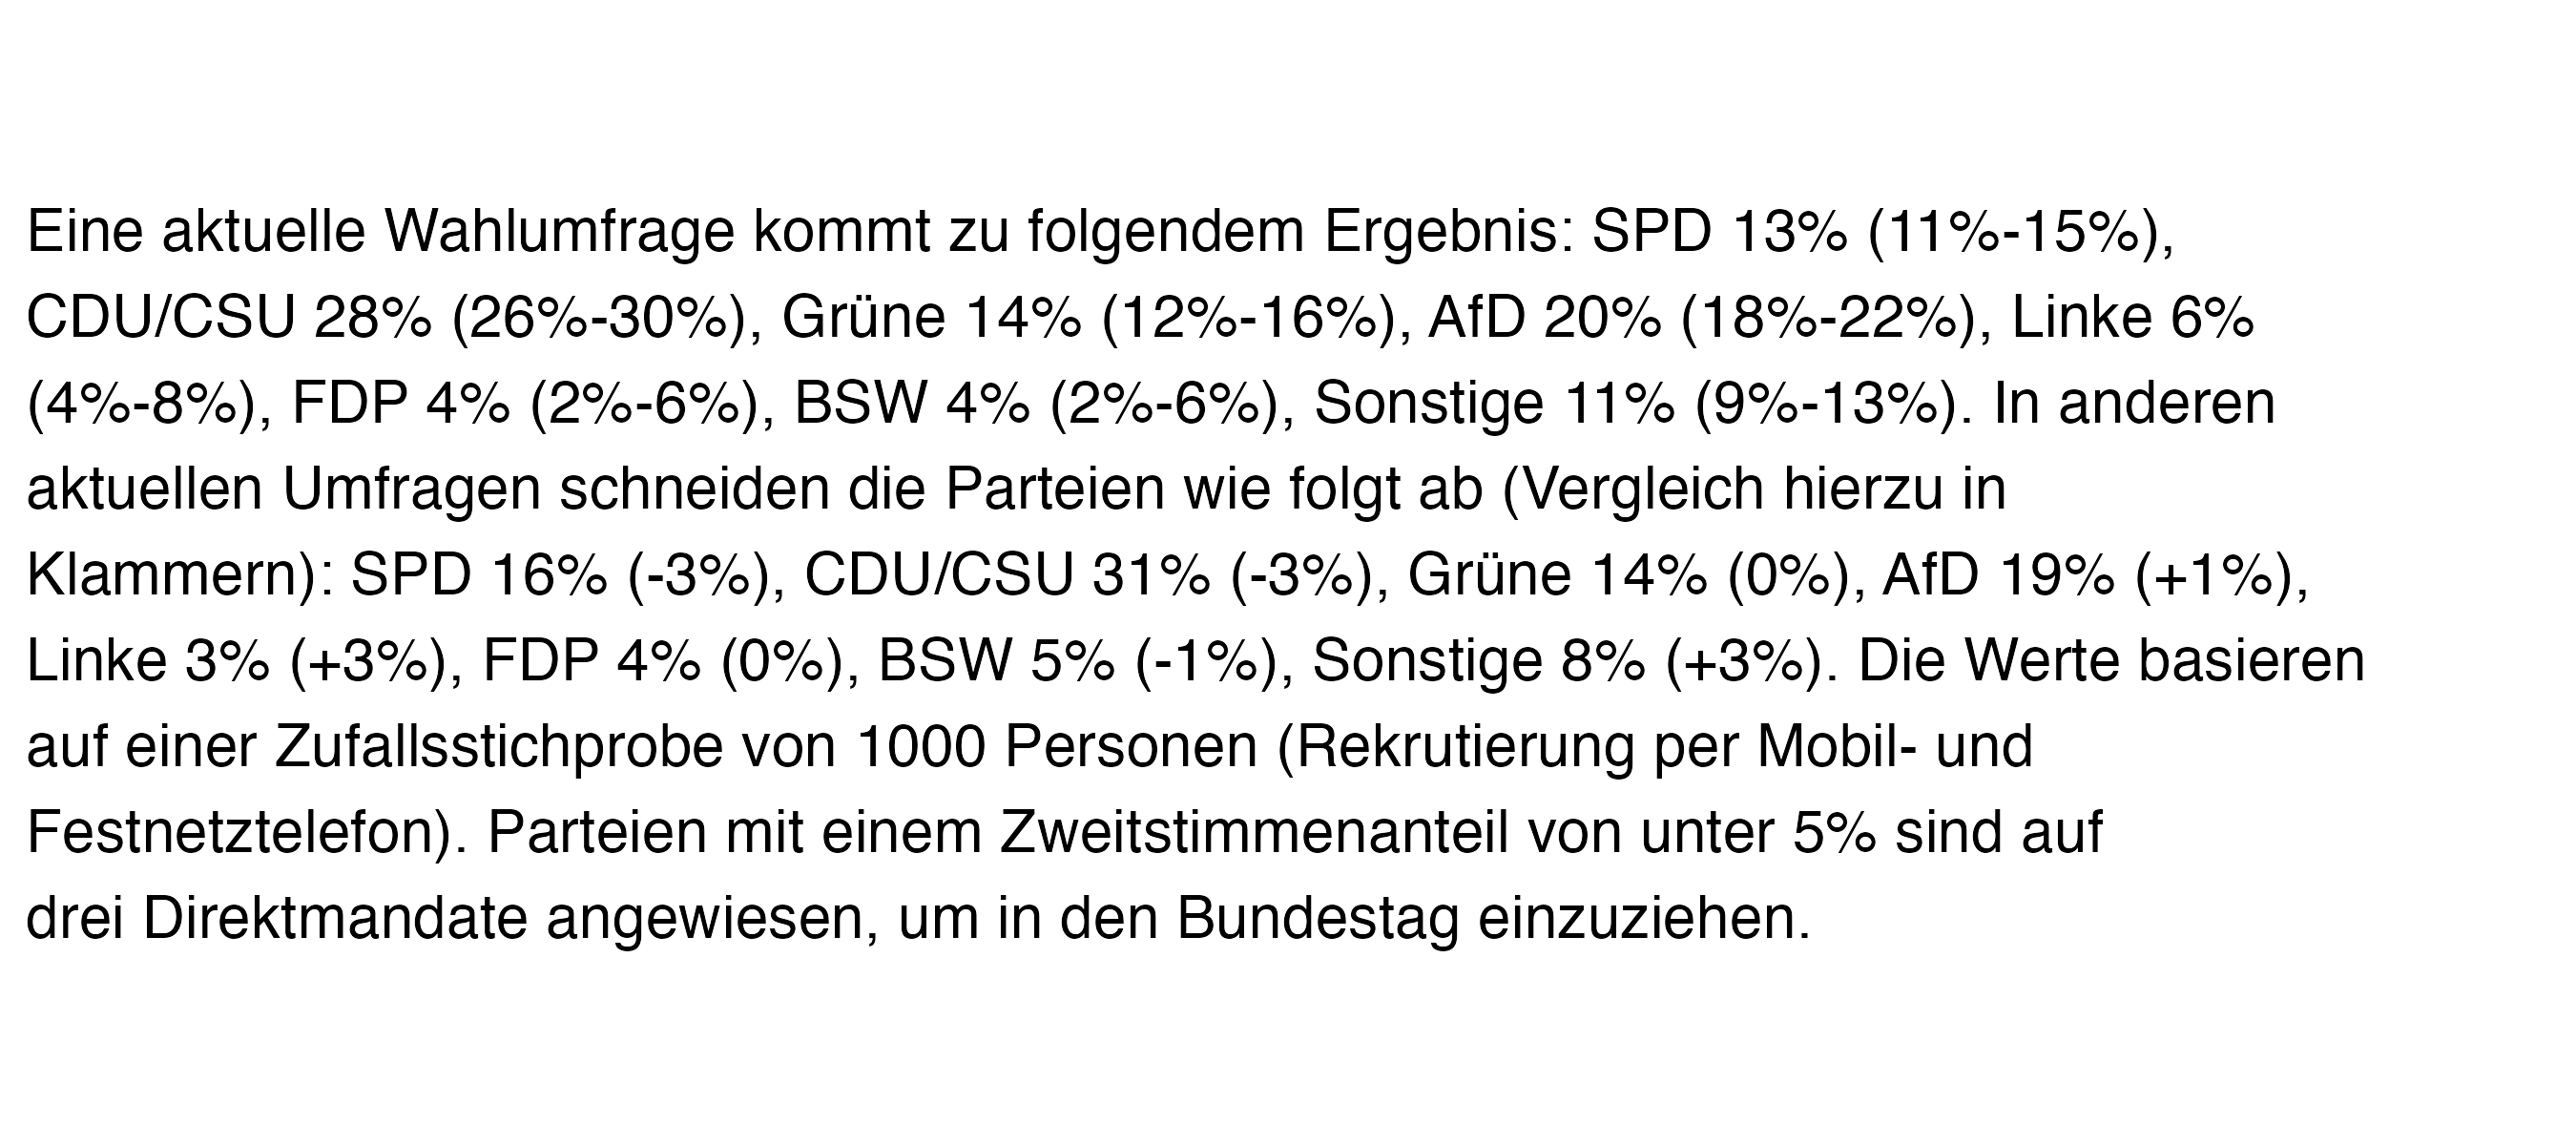 Eine aktuelle Wahlumfrage kommt zu folgendem Ergebnis: SPD 13% (11%-15%),
CDU/CSU 28% (26%-30%), Grüne 14% (12%-16%), AfD 20% (18%-22%), Linke 6%
(4%-8%), FDP 4% (2%-6%), BSW 4% (2%-6%), Sonstige 11% (9%-13%). In anderen
aktuellen Umfragen schneiden die Parteien wie folgt ab (Vergleich hierzu in
Klammern): SPD 16% (-3%), CDU/CSU 31% (-3%), Grüne 14% (0%), AfD 19% (+1%),
Linke 3% (+3%), FDP 4% (0%), BSW 5% (-1%), Sonstige 8% (+3%). Die Werte basieren
auf einer Zufallsstichprobe von 1000 Personen (Rekrutierung per Mobil- und
Festnetztelefon). Parteien mit einem Zweitstimmenanteil von unter 5% sind auf
drei Direktmandate angewiesen, um in den Bundestag einzuziehen.